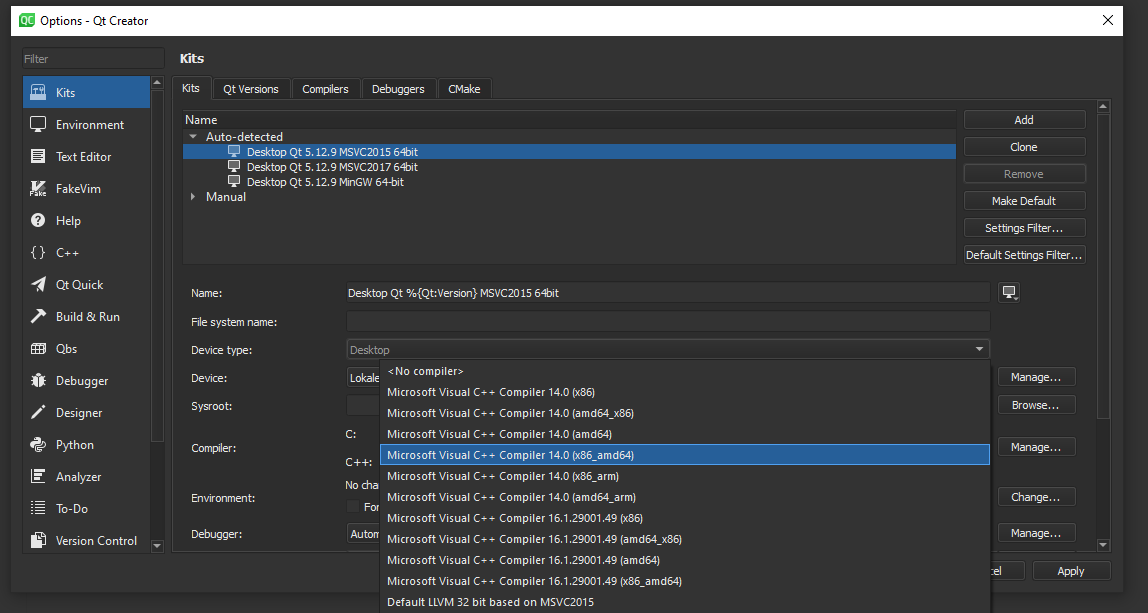 Options - Qt Creator
Filter
Kits
Environment
Text Editor
FakeVim
Help
C++
Qt Quick
Build & Run
Qbs
Debugger
Designer
Python
Analyzer
To-Do
Version Control
Kits
Kits Qt Versions Compilers Debuggers CMake
Name
Auto-detected
Desktop Qt 5.12.9 MSVC2015 64bit
Desktop Qt 5.12.9 MSVC2017 64bit
Desktop Qt 5.12.9 MinGW 64-bit
Manual
Add
Clone
Remove
Make Default
Settings Filter...
Default Settings Filter...
Name: Desktop Qt %{Qt:Version} MSVC2015 64bit
File system name:
Device type: Desktop
Device: Lokale Manage...
Sysroot: Browse...
Compiler: C: Manage...
C++:
Environment: No cha Change...
For
Debugger: Autom Manage...
<No compiler>
Microsoft Visual C++ Compiler 14.0 (x86)
Microsoft Visual C++ Compiler 14.0 (amd64_x86)
Microsoft Visual C++ Compiler 14.0 (amd64)
Microsoft Visual C++ Compiler 14.0 (x86_amd64)
Microsoft Visual C++ Compiler 14.0 (x86_arm)
Microsoft Visual C++ Compiler 14.0 (amd64_arm)
Microsoft Visual C++ Compiler 16.1.29001.49 (x86)
Microsoft Visual C++ Compiler 16.1.29001.49 (amd64_x86)
Microsoft Visual C++ Compiler 16.1.29001.49 (amd64)
Microsoft Visual C++ Compiler 16.1.29001.49 (x86_amd64)
Default LLVM 32 bit based on MSVC2015
cel Apply